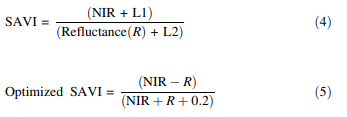 SAVI = (NIR + L1) / (Refluctance(R) + L2) (4)
Optimized SAVI = (NIR − R) / (NIR + R + 0.2) (5)